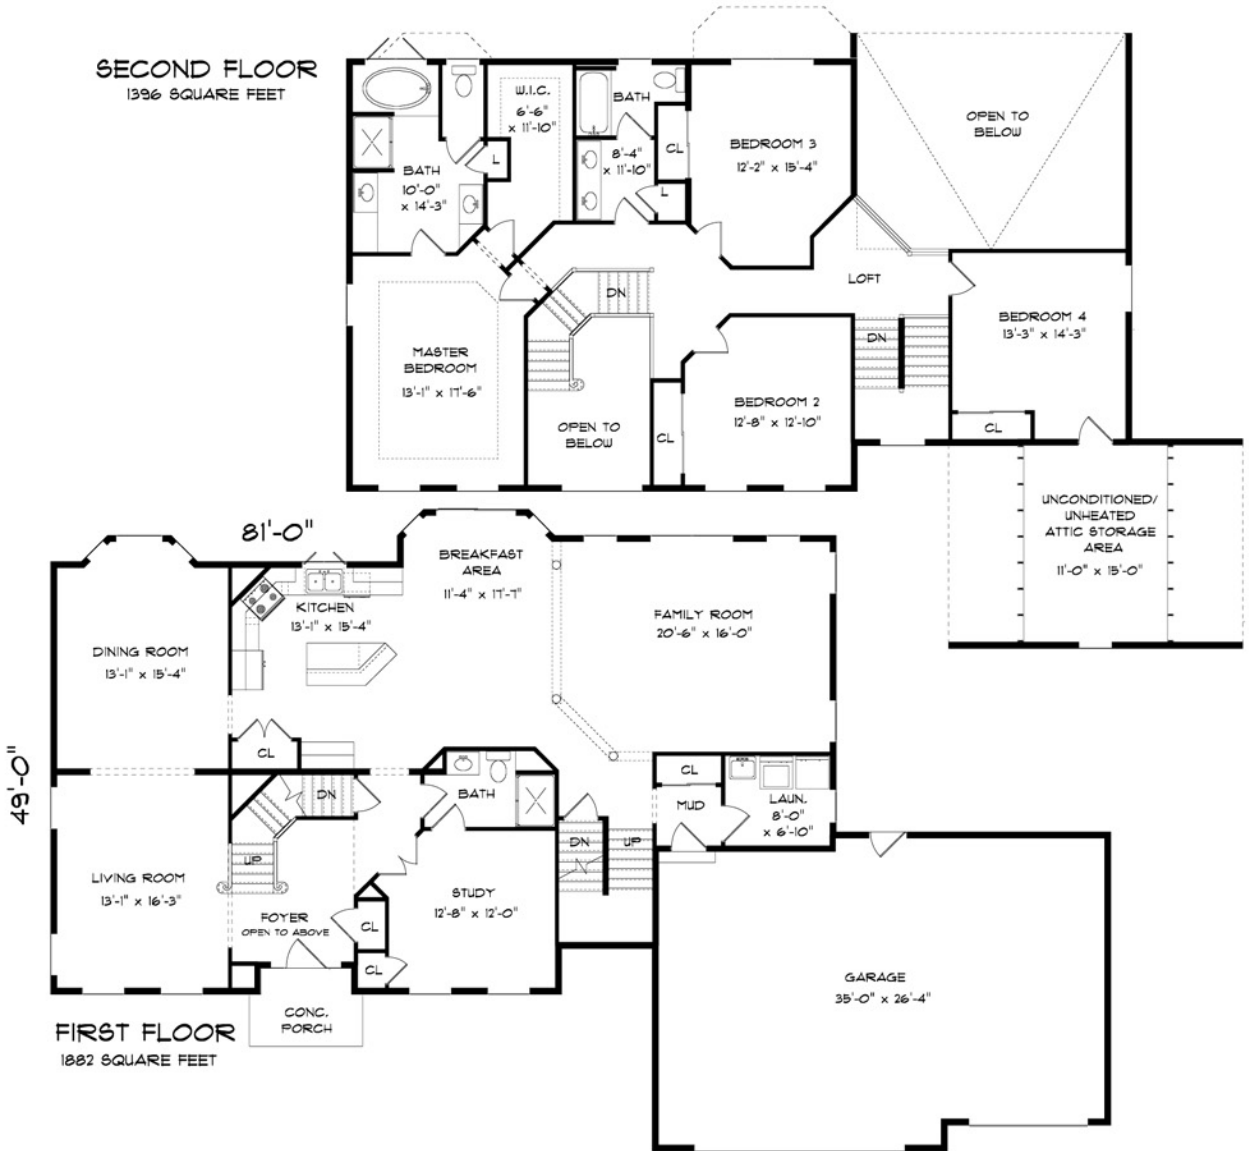 SECOND FLOOR
1396 SQUARE FEET
BATH
10'-0"
x 14'-3"
L
W.I.C.
6'-6"
x 11'-10"
BATH
8'-4"
x 11'-10"
CL
L
BEDROOM 3
12'-2" x 15'-4"
OPEN TO
BELOW
LOFT
DN
MASTER
BEDROOM
13'-1" x 17'-6"
OPEN TO
BELOW
CL
BEDROOM 2
12'-8" x 12'-10"
DN
BEDROOM 4
13'-3" x 14'-3"
CL
UNCONDITIONED/
UNHEATED
ATTIC STORAGE
AREA
11'-0" x 15'-0"
81'-0"
49'-0"
DINING ROOM
13'-1" x 15'-4"
KITCHEN
13'-1" x 15'-4"
BREAKFAST
AREA
11'-4" x 17'-7"
FAMILY ROOM
20'-6" x 16'-0"
CL
DN
BATH
CL
MUD
LAUN.
8'-0"
x 6'-10"
UP
DN
UP
LIVING ROOM
13'-1" x 16'-3"
FOYER
OPEN TO ABOVE
CL
CL
STUDY
12'-8" x 12'-0"
GARAGE
35'-0" x 26'-4"
CONC.
PORCH
FIRST FLOOR
1882 SQUARE FEET